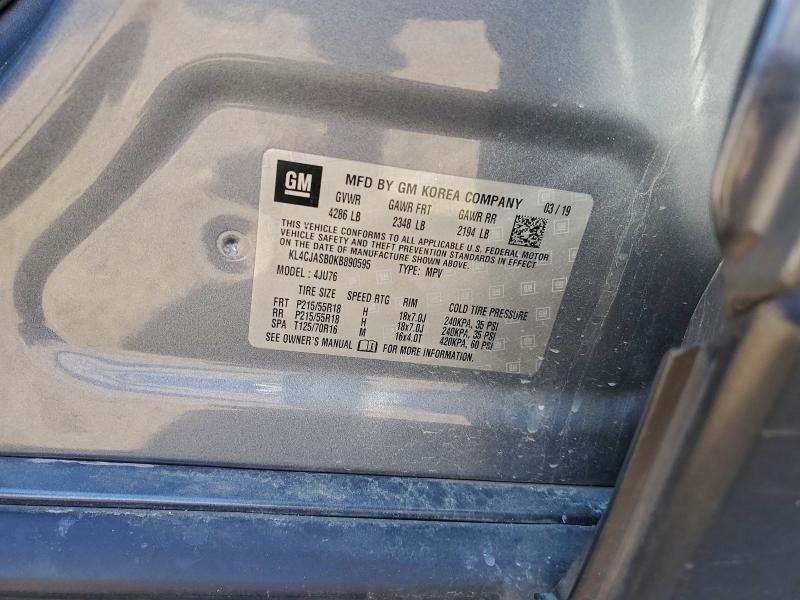 GM
MFD BY GM KOREA COMPANY 03/19
GVWR GAWR FRT GAWR RR
4286 LB 2348 LB 2194 LB
THIS VEHICLE CONFORMS TO ALL APPLICABLE U.S. FEDERAL MOTOR
VEHICLE SAFETY AND THEFT PREVENTION STANDARDS IN EFFECT
ON THE DATE OF MANUFACTURE SHOWN ABOVE.
KL4CJASB0KB890595 TYPE: MPV
MODEL: 4JU76
TIRE SIZE SPEED RTG RIM COLD TIRE PRESSURE
FRT P215/55R18 H 18x7.0J 240KPA, 35 PSI
RR P215/55R18 H 18x7.0J 240KPA, 35 PSI
SPA T125/70R16 M 16x4.0T 420KPA, 60 PSI
SEE OWNER'S MANUAL FOR MORE INFORMATION.